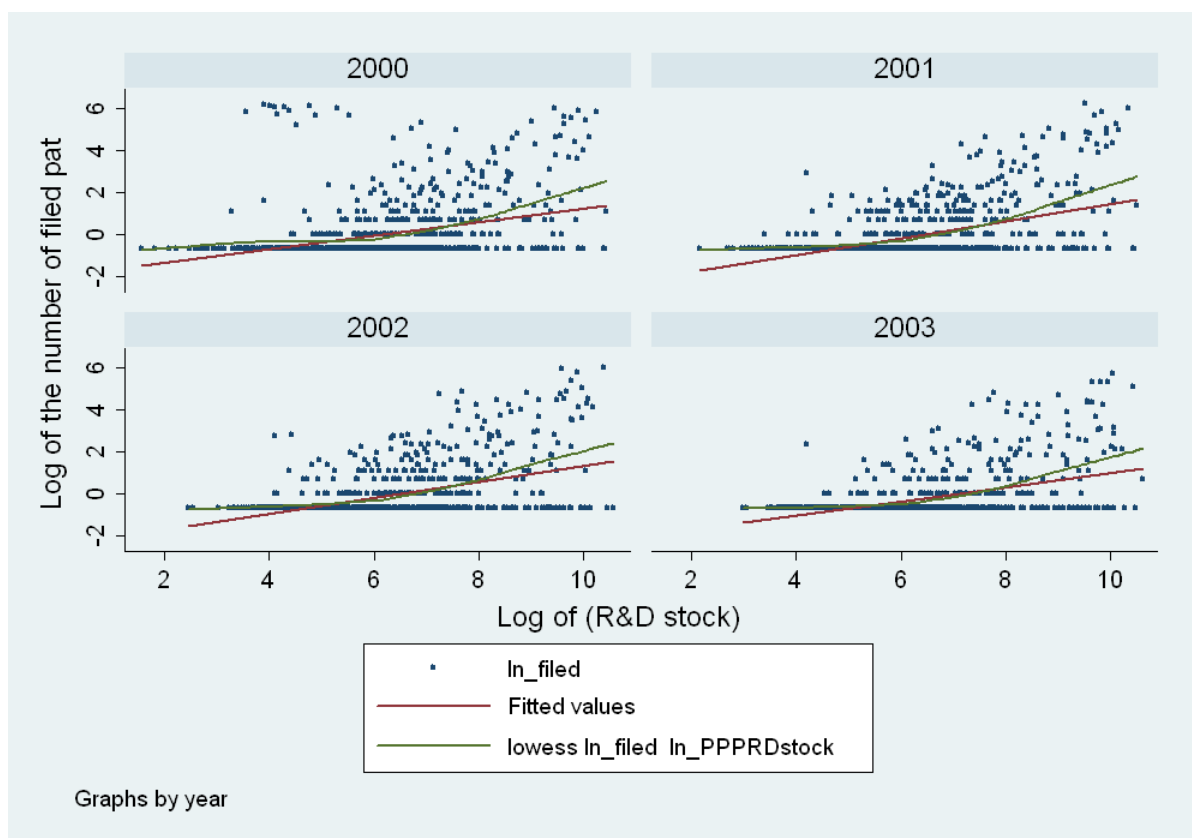 2000
2001
6
4
2
0
-2
2002
2003
6
4
2
0
-2
Log of the number of filed pat
2 4 6 8 10
2 4 6 8 10
Log of (R&D stock)
ln_filed
Fitted values
lowess ln_filed ln_PPPRDstock
Graphs by year